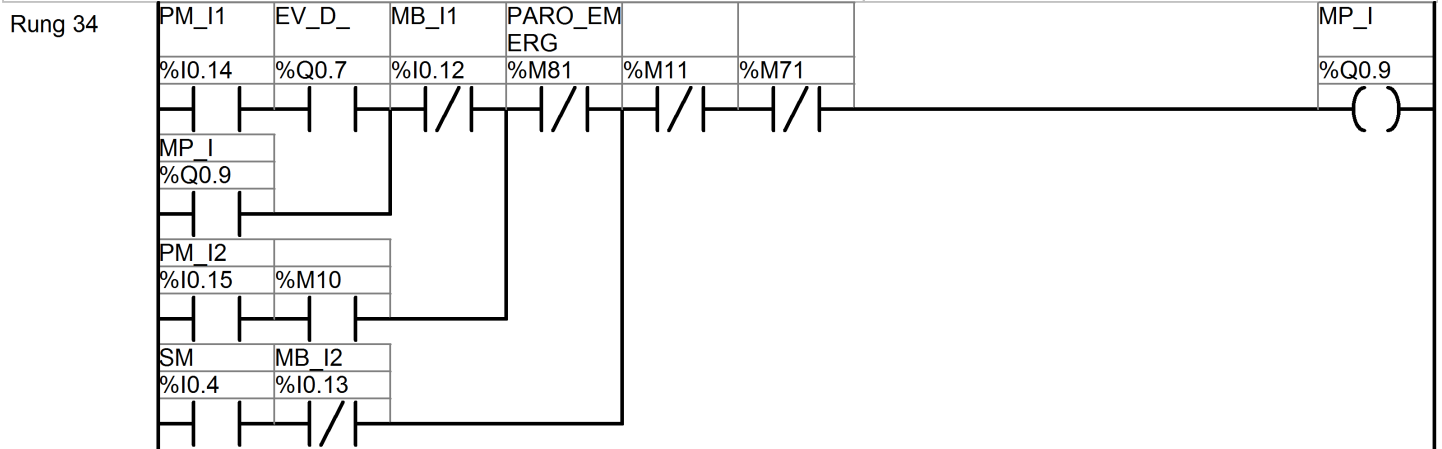 Rung 34
PM_I1 EV_D_ MB_I1 PARO_EM MP_I
ERG
%I0.14 %Q0.7 %I0.12 %M81 %M11 %M71 %Q0.9
MP_I
%Q0.9
PM_I2
%I0.15 %M10
SM MB_I2
%I0.4 %I0.13